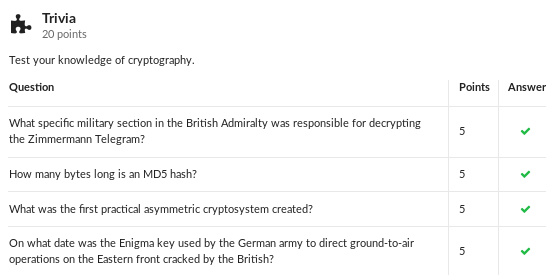 Trivia
20 points
Test your knowledge of cryptography.
Question Points Answer
What specific military section in the British Admiralty was responsible for decrypting
the Zimmermann Telegram? 5
How many bytes long is an MD5 hash? 5
What was the first practical asymmetric cryptosystem created? 5
On what date was the Enigma key used by the German army to direct ground-to-air
operations on the Eastern front cracked by the British? 5